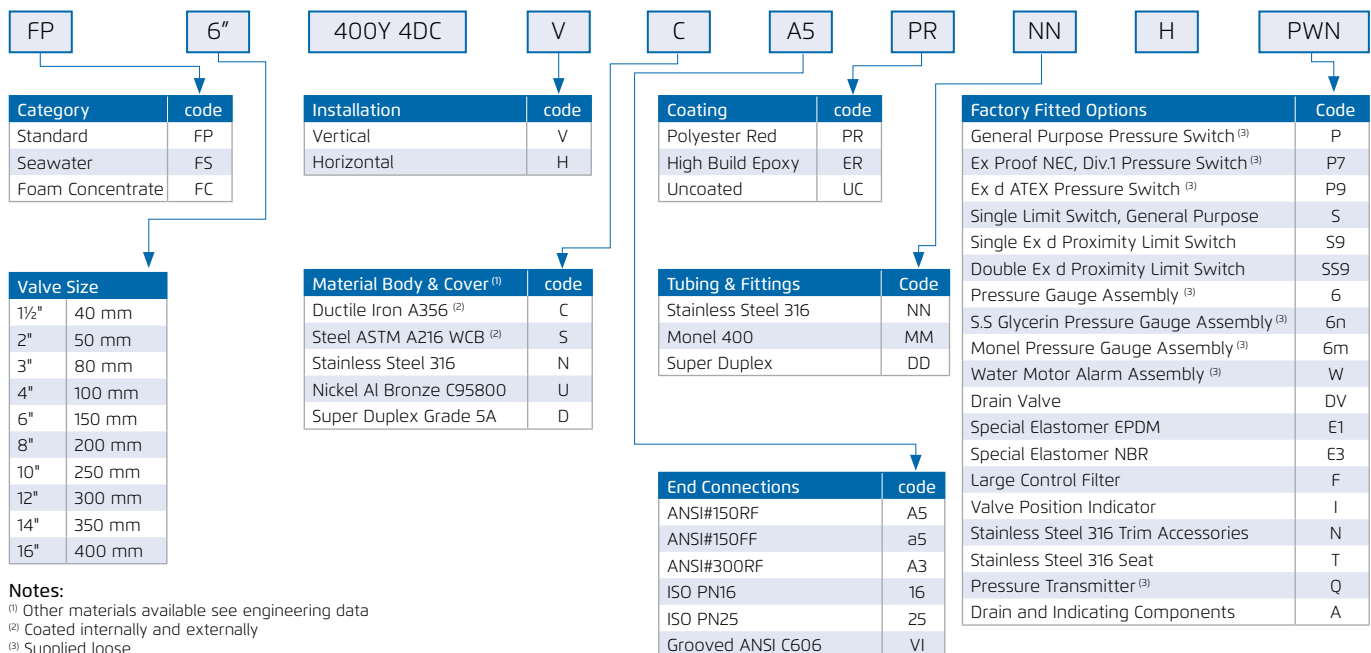 FP 6" 400Y 4DC V C A5 PR NN H PWN
Category code
Standard FP
Seawater FS
Foam Concentrate FC
Valve Size
1½" 40 mm
2" 50 mm
3" 80 mm
4" 100 mm
6" 150 mm
8" 200 mm
10" 250 mm
12" 300 mm
14" 350 mm
16" 400 mm
Installation code
Vertical V
Horizontal H
Material Body & Cover (1) code
Ductile Iron A356 (2) C
Steel ASTM A216 WCB (2) S
Stainless Steel 316 N
Nickel Al Bronze C95800 U
Super Duplex Grade 5A D
Coating code
Polyester Red PR
High Build Epoxy ER
Uncoated UC
Tubing & Fittings Code
Stainless Steel 316 NN
Monel 400 MM
Super Duplex DD
End Connections code
ANSI#150RF A5
ANSI#150FF a5
ANSI#300RF A3
ISO PN16 16
ISO PN25 25
Grooved ANSI C606 VI
Factory Fitted Options Code
General Purpose Pressure Switch (3) P
Ex Proof NEC, Div.1 Pressure Switch (3) P7
Ex d ATEX Pressure Switch (3) P9
Single Limit Switch, General Purpose S
Single Ex d Proximity Limit Switch S9
Double Ex d Proximity Limit Switch SS9
Pressure Gauge Assembly (3) 6
S.S Glycerin Pressure Gauge Assembly (3) 6n
Monel Pressure Gauge Assembly (3) 6m
Water Motor Alarm Assembly (3) W
Drain Valve DV
Special Elastomer EPDM E1
Special Elastomer NBR E3
Large Control Filter F
Valve Position Indicator I
Stainless Steel 316 Trim Accessories N
Stainless Steel 316 Seat T
Pressure Transmitter (3) Q
Drain and Indicating Components A
Notes:
(1) Other materials available see engineering data
(2) Coated internally and externally
(3) Supplied loose